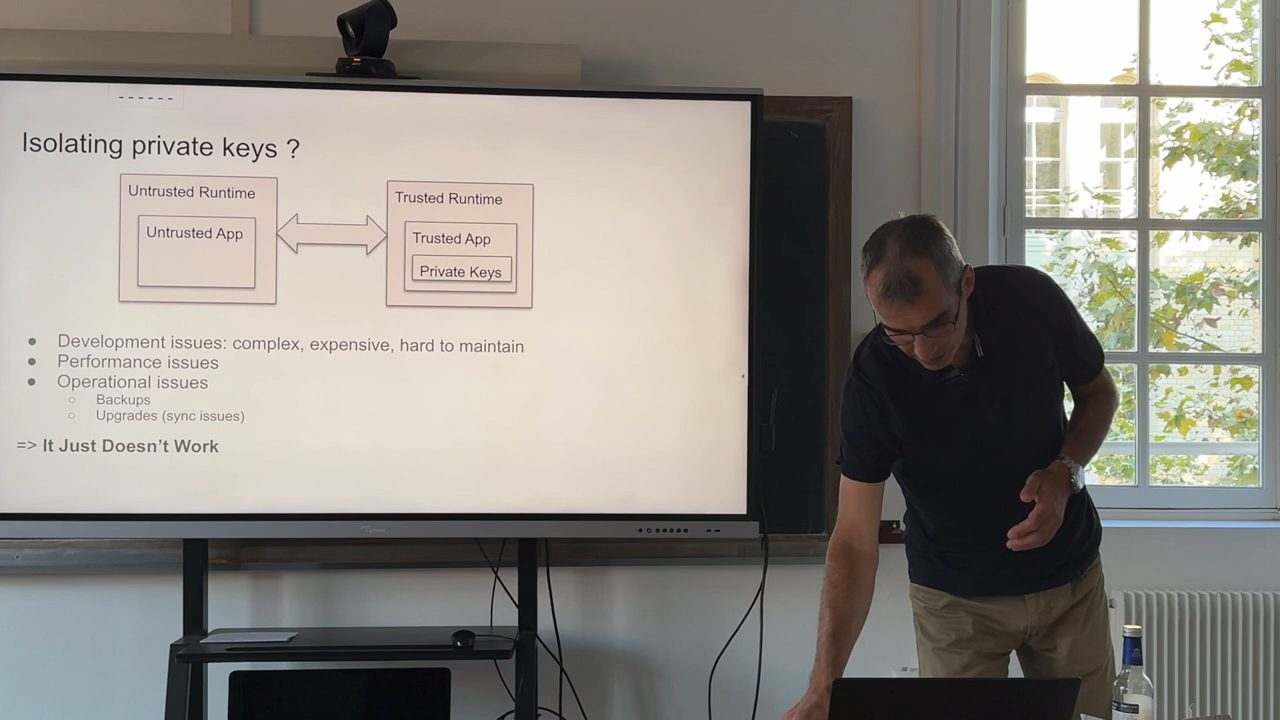 Isolating private keys ?
Untrusted Runtime
Untrusted App
Trusted Runtime
Trusted App
Private Keys
● Development issues: complex, expensive, hard to maintain
● Performance issues
● Operational issues
○ Backups
○ Upgrades (sync issues)
=> It Just Doesn't Work